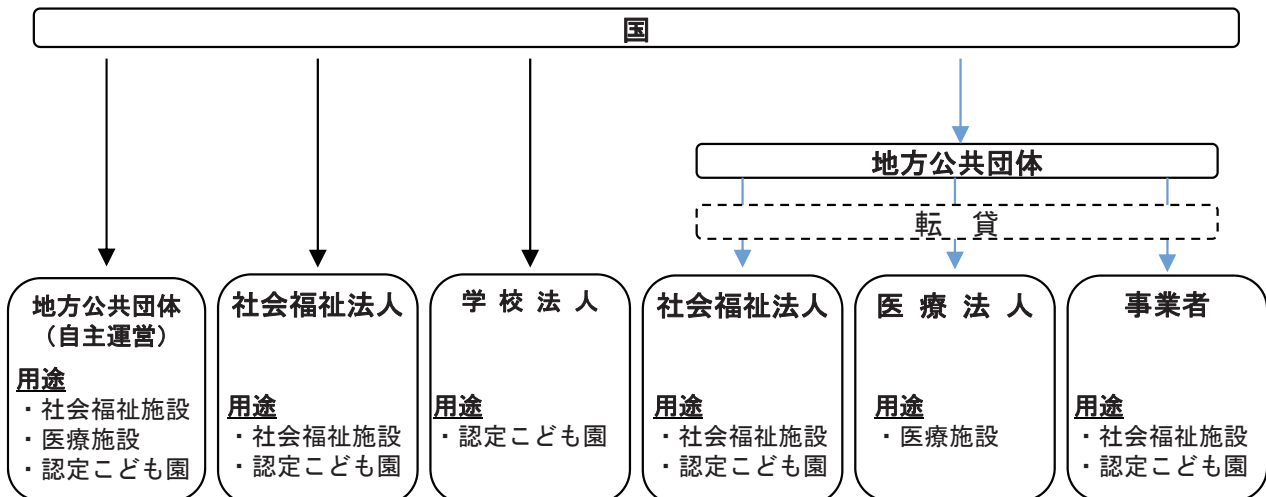 国
地方公共団体
転　貸
地方公共団体
（自主運営）
用途
・社会福祉施設
・医療施設
・認定こども園
社会福祉法人
用途
・社会福祉施設
・認定こども園
学 校 法 人
用途
・認定こども園
社会福祉法人
用途
・社会福祉施設
・認定こども園
医 療 法 人
用途
・医療施設
事業者
用途
・社会福祉施設
・認定こども園